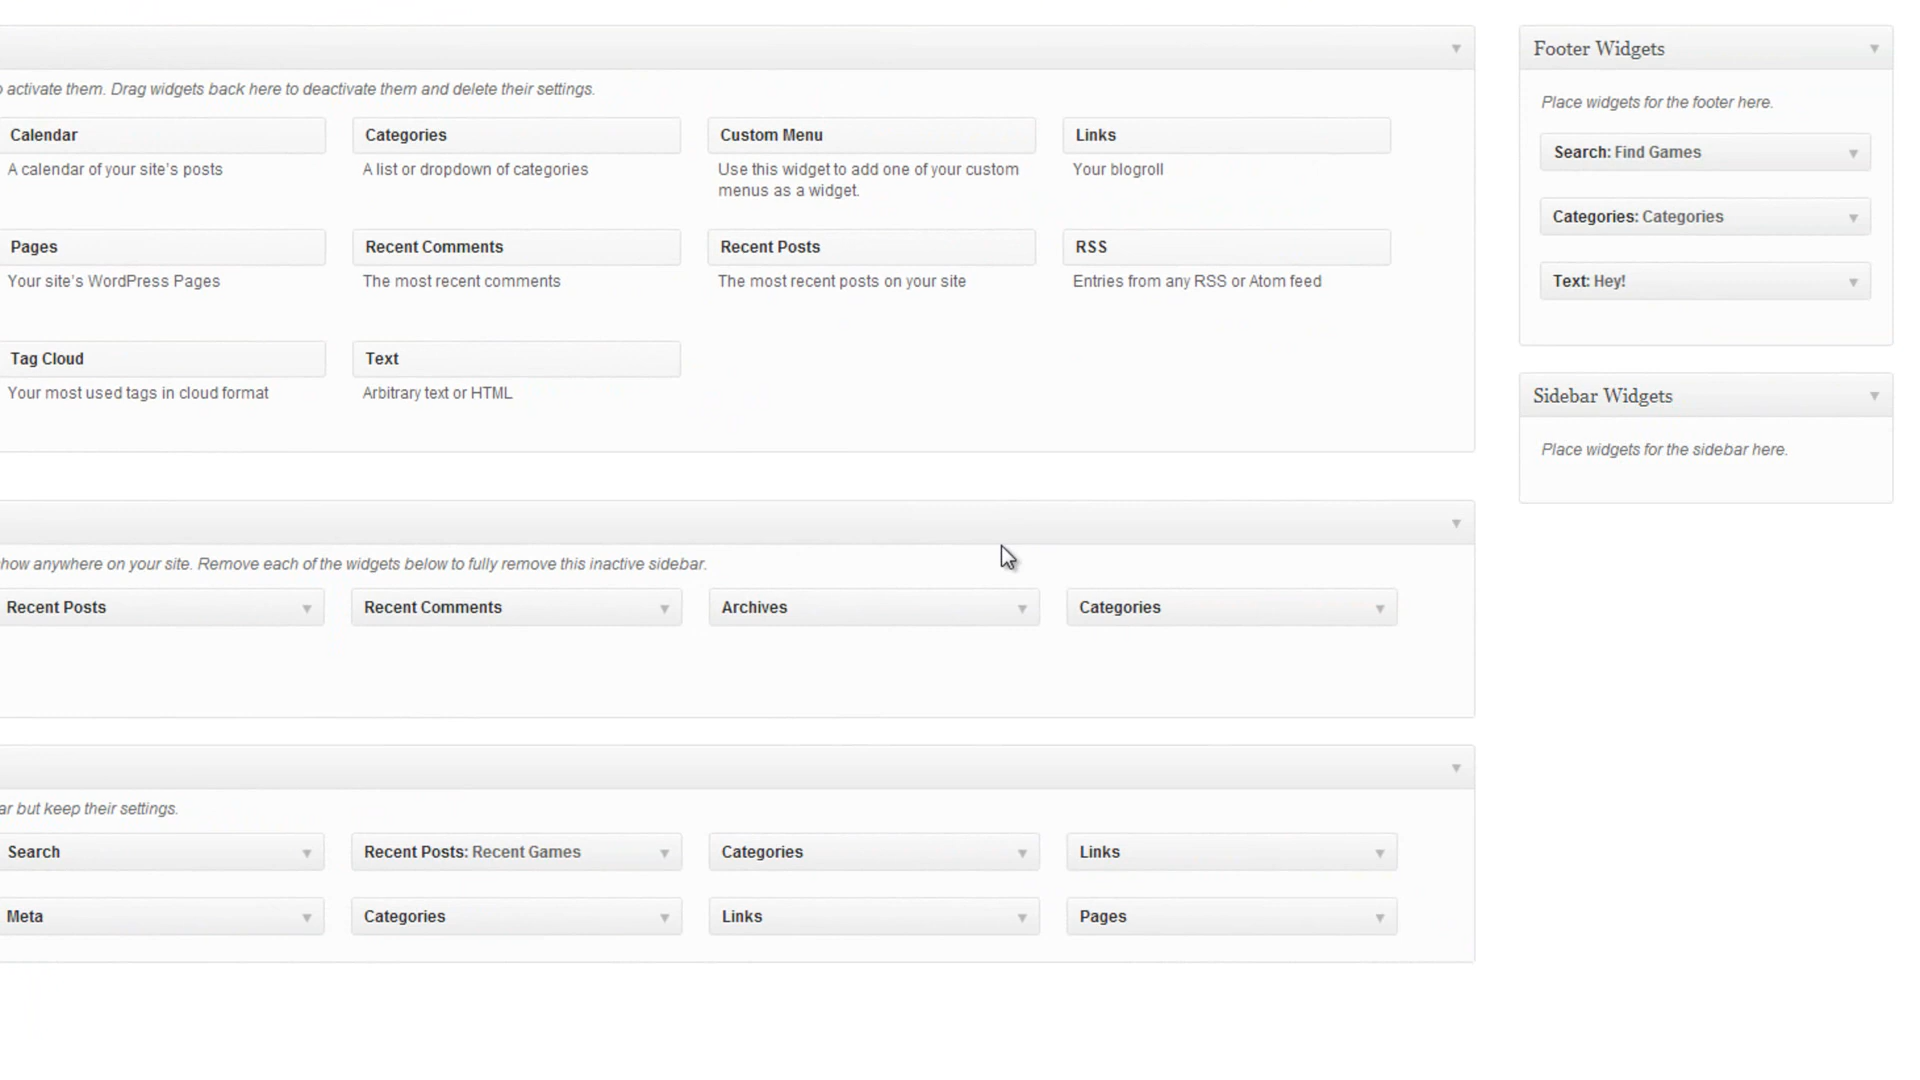 Footer Widgets
o activate them. Drag widgets back here to deactivate them and delete their settings.
Place widgets for the footer here.
Calendar
Categories
Custom Menu
Links
Search: Find Games
A calendar of your site's posts
A list or dropdown of categories
Use this widget to add one of your custom
menus as a widget.
Your blogroll
Categories: Categories
Pages
Recent Comments
Recent Posts
RSS
Your site's WordPress Pages
The most recent comments
The most recent posts on your site
Entries from any RSS or Atom feed
Text: Hey!
Tag Cloud
Text
Your most used tags in cloud format
Arbitrary text or HTML
Sidebar Widgets
Place widgets for the sidebar here.
how anywhere on your site. Remove each of the widgets below to fully remove this inactive sidebar.
Recent Posts
Recent Comments
Archives
Categories
ar but keep their settings.
Search
Recent Posts: Recent Games
Categories
Links
Meta
Categories
Links
Pages